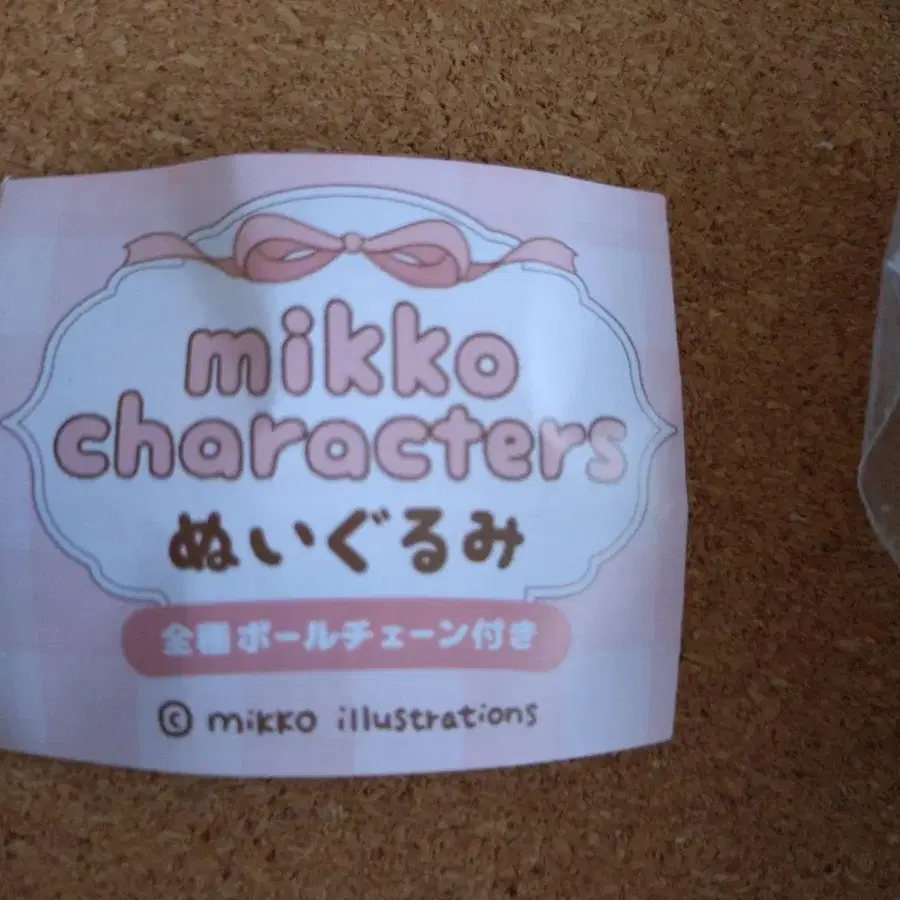 mikko
characters
ぬいぐるみ
全種ボールチェーン付き
© mikko illustrations